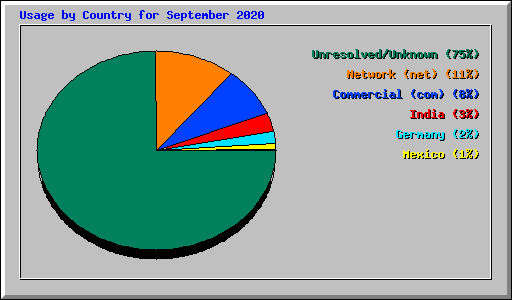 Usage by Country for September 2020
Unresolved/Unknown (75%)
Network (net) (11%)
Commercial (com) (8%)
India (3%)
Germany (2%)
Mexico (1%)